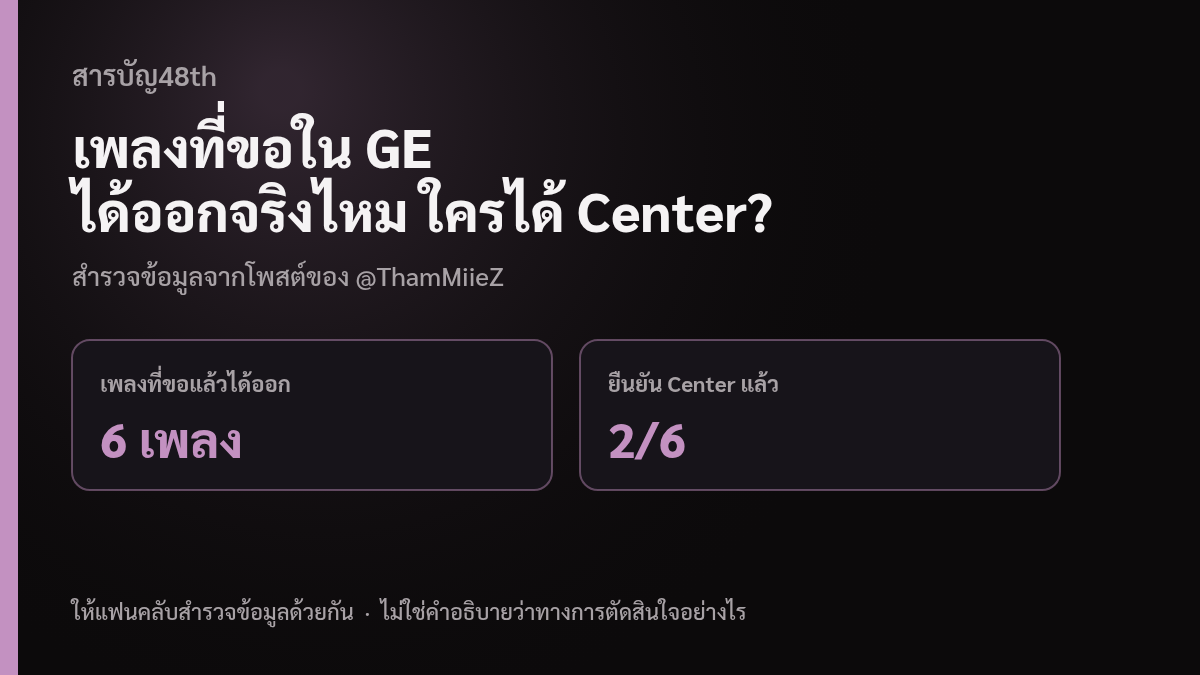 สารบัญ48th
เพลงที่ขอใน GE
ได้ออกจริงไหม ใครได้ Center?
สำรวจข้อมูลจากโพสต์ของ @ThamMiieZ
เพลงที่ขอแล้วได้ออก
6 เพลง
ยืนยัน Center แล้ว
2/6
ให้แฟนคลับสำรวจข้อมูลด้วยกัน · ไม่ใช่คำอธิบายว่าทางการตัดสินใจอย่างไร